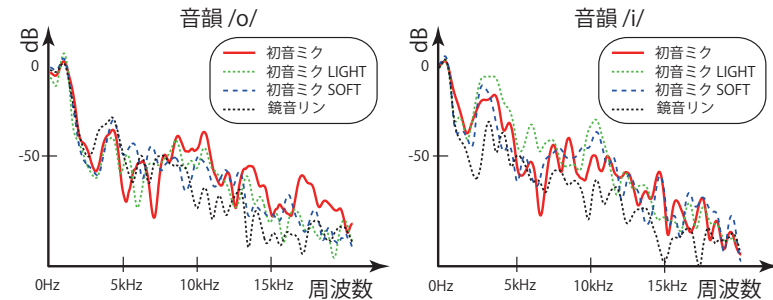 音韻 /o/
dB
0
-50
初音ミク
初音ミク LIGHT
初音ミク SOFT
鏡音リン
0Hz
5kHz
10kHz
15kHz
周波数
音韻 /i/
dB
0
-50
初音ミク
初音ミク LIGHT
初音ミク SOFT
鏡音リン
0Hz
5kHz
10kHz
15kHz
周波数